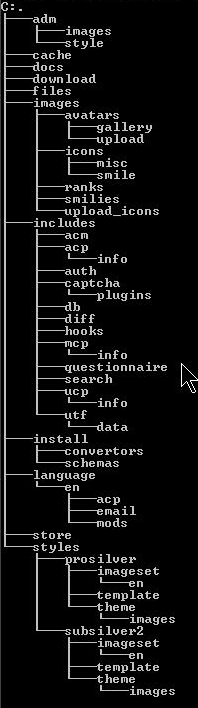 C:.
├───adm
│   ├───images
│   └───style
├───cache
├───docs
├───download
├───files
├───images
│   ├───avatars
│   │   ├───gallery
│   │   └───upload
│   ├───icons
│   │   ├───misc
│   │   └───smile
│   ├───ranks
│   ├───smilies
│   └───upload_icons
├───includes
│   ├───acm
│   ├───acp
│   │   └───info
│   ├───auth
│   ├───captcha
│   │   └───plugins
│   ├───db
│   ├───diff
│   ├───hooks
│   ├───mcp
│   │   └───info
│   ├───questionnaire
│   ├───search
│   ├───ucp
│   │   └───info
│   └───utf
│       └───data
├───install
│   ├───convertors
│   └───schemas
├───language
│   └───en
│       ├───acp
│       ├───email
│       └───mods
├───store
└───styles
    ├───prosilver
    │   ├───imageset
    │   │   └───en
    │   ├───template
    │   └───theme
    │       └───images
    └───subsilver2
        ├───imageset
        │   └───en
        ├───template
        └───theme
            └───images